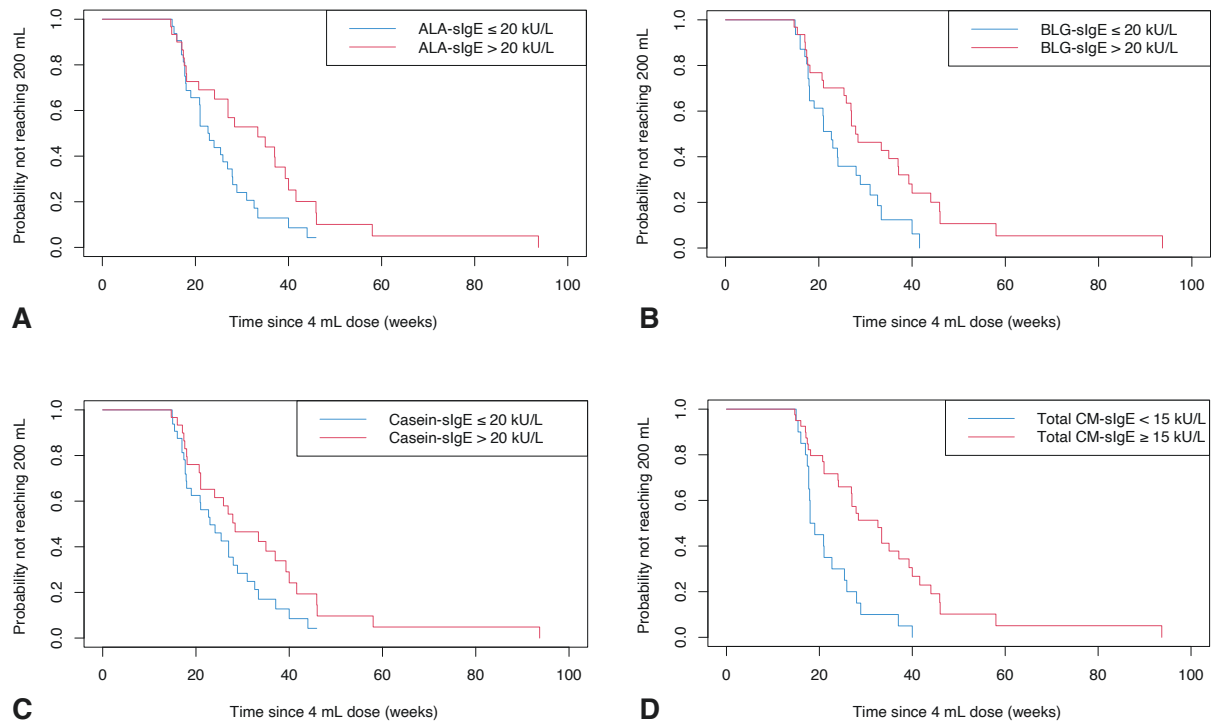 ALA-sIgE ≤ 20 kU/L
ALA-sIgE > 20 kU/L
Probability not reaching 200 mL
1.0
0.8
0.6
0.4
0.2
0.0
0 20 40 60 80 100
A
Time since 4 mL dose (weeks)
BLG-sIgE ≤ 20 kU/L
BLG-sIgE > 20 kU/L
Probability not reaching 200 mL
1.0
0.8
0.6
0.4
0.2
0.0
0 20 40 60 80 100
B
Time since 4 mL dose (weeks)
Casein-sIgE ≤ 20 kU/L
Casein-sIgE > 20 kU/L
Probability not reaching 200 mL
1.0
0.8
0.6
0.4
0.2
0.0
0 20 40 60 80 100
C
Time since 4 mL dose (weeks)
Total CM-sIgE < 15 kU/L
Total CM-sIgE ≥ 15 kU/L
Probability not reaching 200 mL
1.0
0.8
0.6
0.4
0.2
0.0
0 20 40 60 80 100
D
Time since 4 mL dose (weeks)